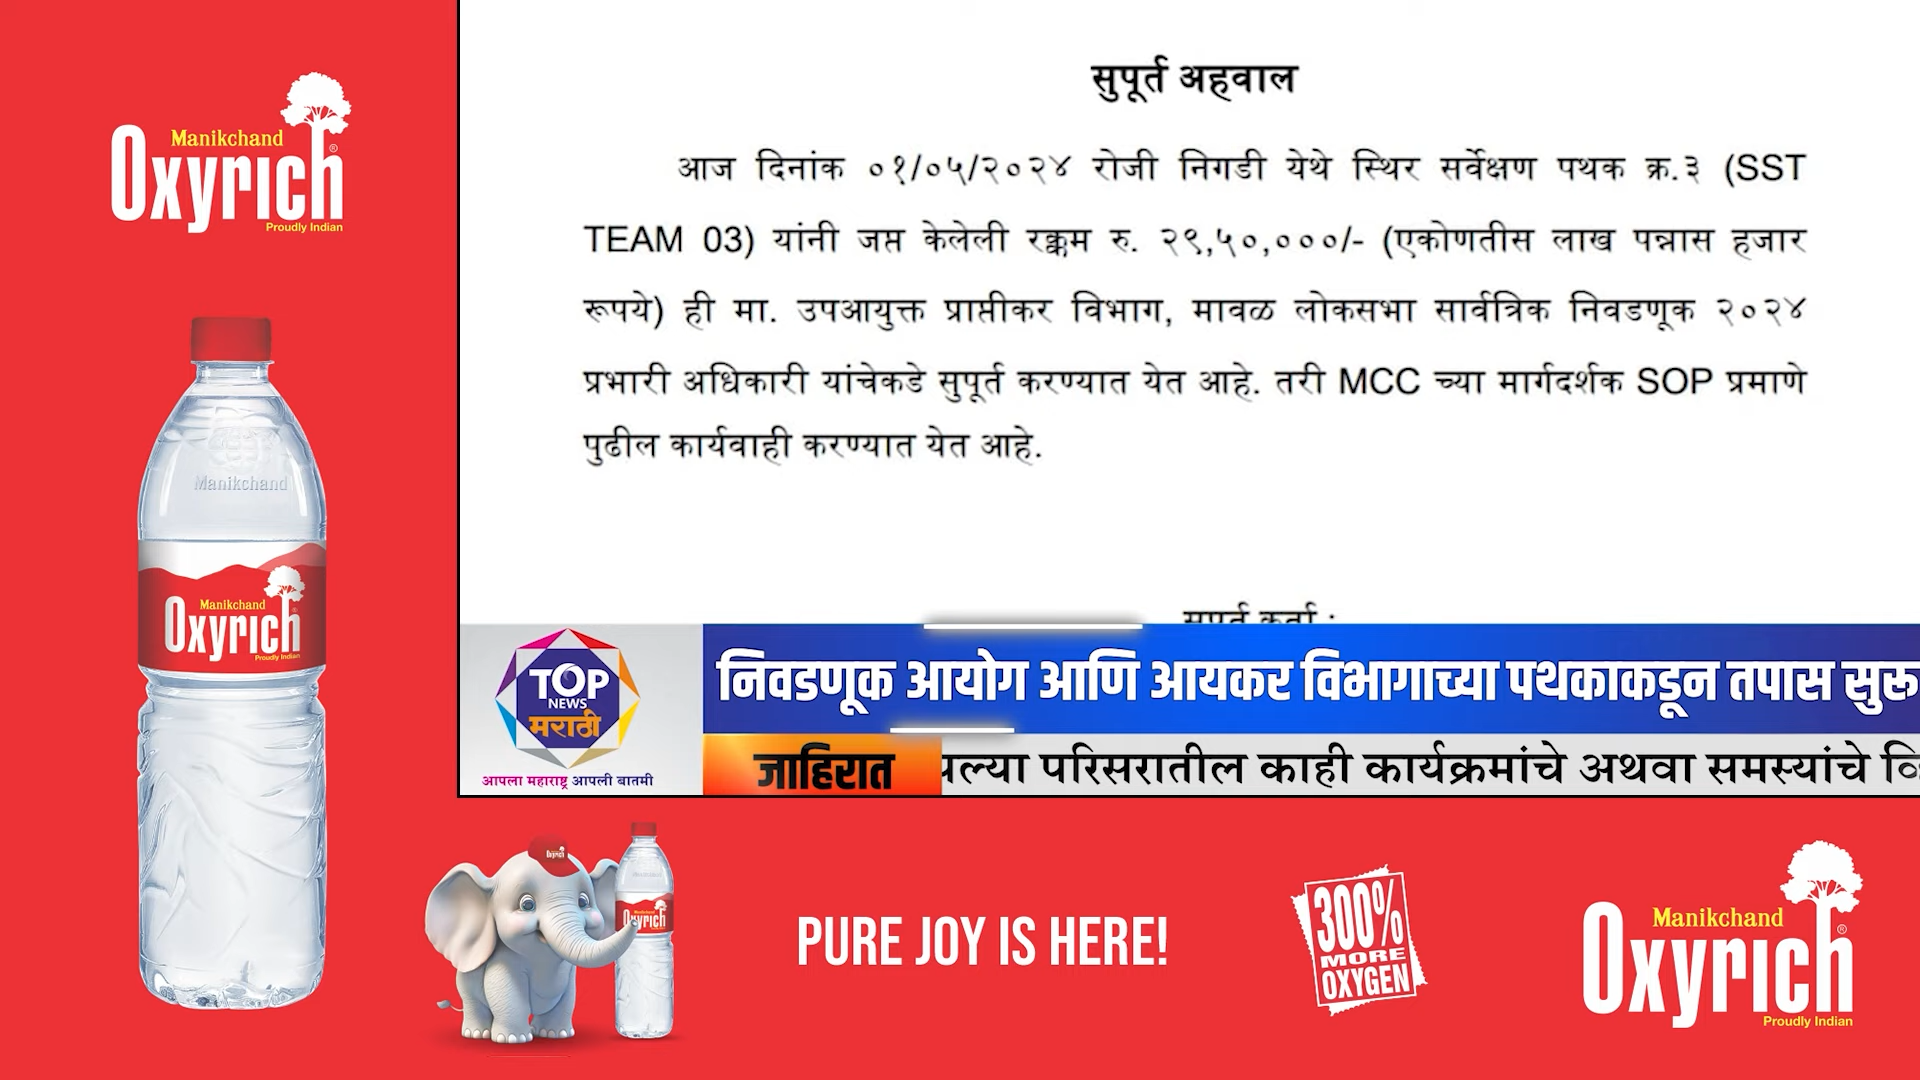 Manikchand
Oxyrich
®
Proudly Indian
सुपूर्त अहवाल
आज दिनांक ०१/०५/२०२४ रोजी निगडी येथे स्थिर सर्वेक्षण पथक क्र.३ (SST
TEAM 03) यांनी जप्त केलेली रक्कम रु. २९,५०,०००/- (एकोणतीस लाख पन्नास हजार
रूपये) ही मा. उपआयुक्त प्राप्तीकर विभाग, मावळ लोकसभा सार्वत्रिक निवडणूक २०२४
प्रभारी अधिकारी यांचेकडे सुपूर्त करण्यात येत आहे. तरी MCC च्या मार्गदर्शक SOP प्रमाणे
पुढील कार्यवाही करण्यात येत आहे.
Manikchand
Manikchand
Oxyrich
Proudly Indian
TOP
NEWS
मराठी
आपला महाराष्ट्र आपली बातमी
निवडणूक आयोग आणि आयकर विभागाच्या पथकाकडून तपास सुरू
जाहिरात
परिसरातील काही कार्यक्रमांचे अथवा समस्यांचे
Oxyrich
PURE JOY IS HERE!
300%
MORE
OXYGEN
Manikchand
Oxyrich
®
Proudly Indian